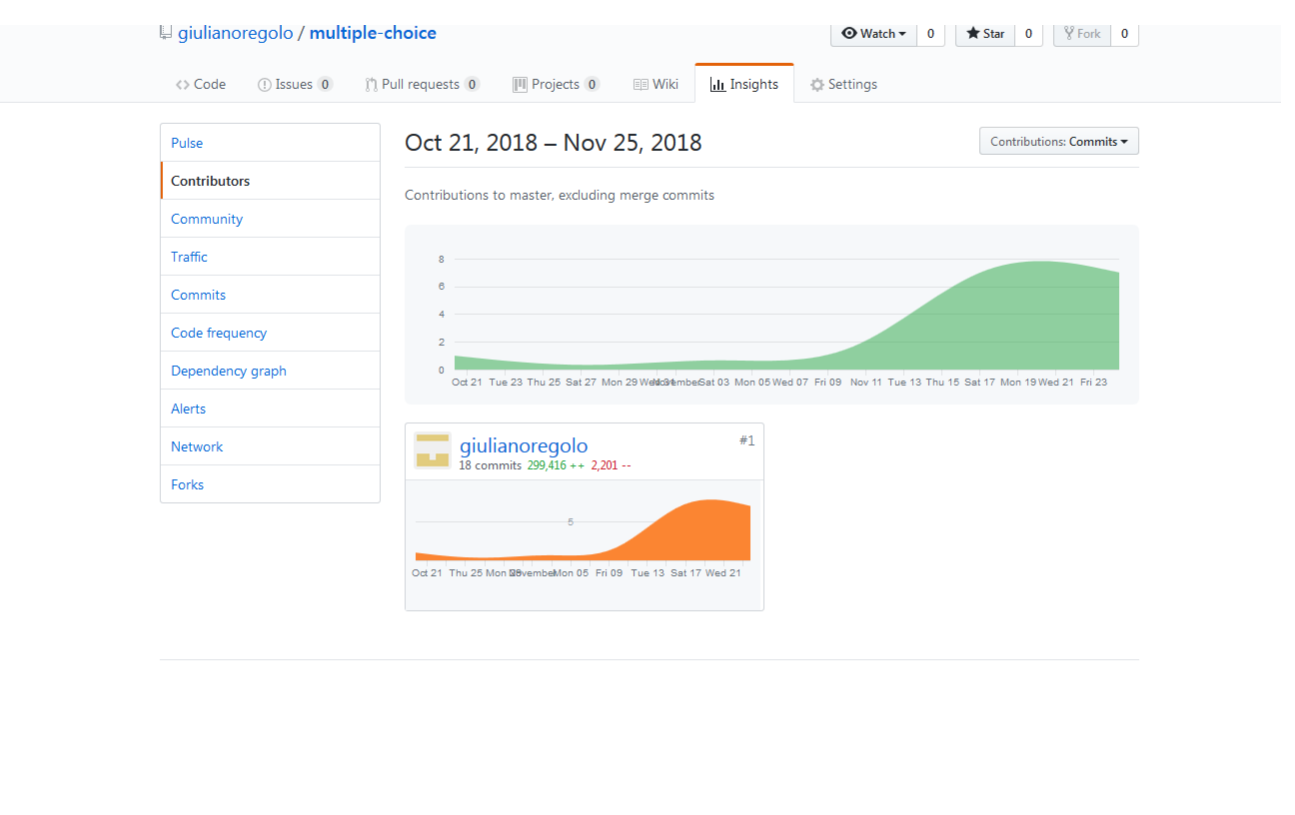 giulianoregolo / multiple-choice
Watch 0 Star 0 Fork 0
Code Issues 0 Pull requests 0 Projects 0 Wiki Insights Settings
Pulse
Contributors
Community
Traffic
Commits
Code frequency
Dependency graph
Alerts
Network
Forks
Oct 21, 2018 – Nov 25, 2018
Contributions: Commits
Contributions to master, excluding merge commits
8
6
4
2
0
Oct 21 Tue 23 Thu 25 Sat 27 Mon 29 Wed 31 November Sat 03 Mon 05 Wed 07 Fri 09 Nov 11 Tue 13 Thu 15 Sat 17 Mon 19 Wed 21 Fri 23
giulianoregolo #1
18 commits 299,416 ++ 2,201 --
5
Oct 21 Thu 25 Mon 29 November Mon 05 Fri 09 Tue 13 Sat 17 Wed 21